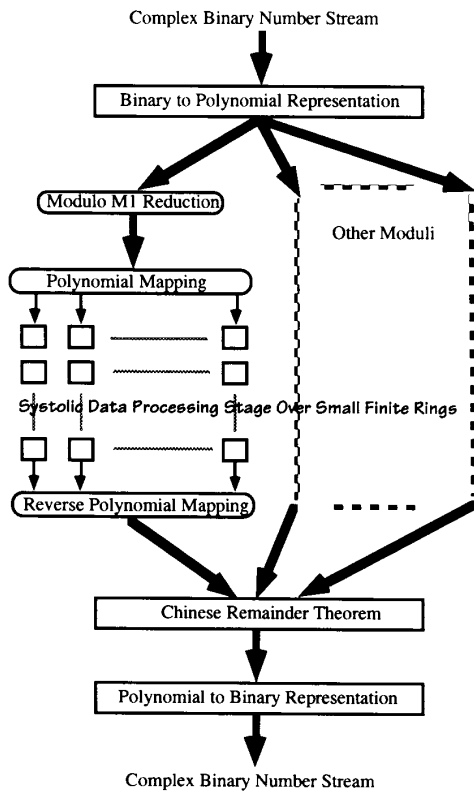 Complex Binary Number Stream
Binary to Polynomial Representation
Modulo M1 Reduction
Other Moduli
Polynomial Mapping
Systolic Data Processing Stage Over Small Finite Rings
Reverse Polynomial Mapping
Chinese Remainder Theorem
Polynomial to Binary Representation
Complex Binary Number Stream